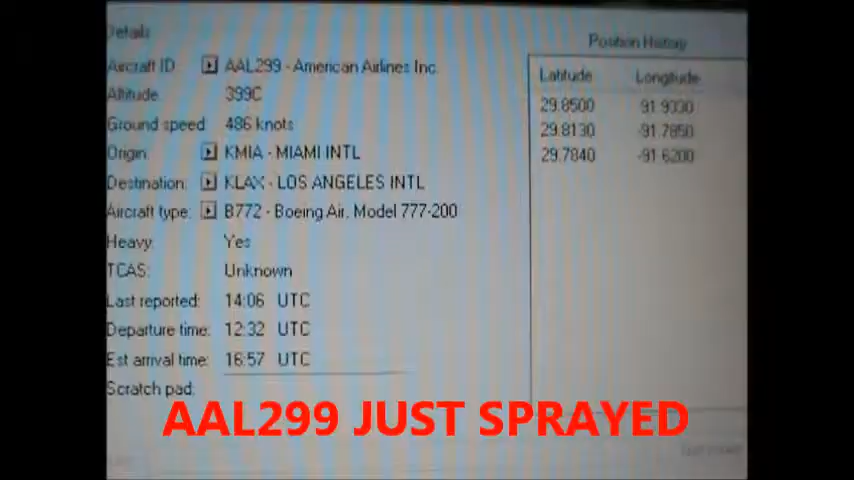 Details
Aircraft ID: AAL299 - American Airlines Inc.
Altitude: 399C
Ground speed: 486 knots
Origin: KMIA - MIAMI INTL
Destination: KLAX - LOS ANGELES INTL
Aircraft type: B772 - Boeing Air. Model 777-200
Heavy: Yes
TCAS: Unknown
Last reported: 14:06 UTC
Departure time: 12:32 UTC
Est arrival time: 16:57 UTC
Scratch pad:
Position History
Latitude Longitude
29.8500 91.9330
29.8130 -91.7850
29.7840 -91.6200
AAL299 JUST SPRAYED